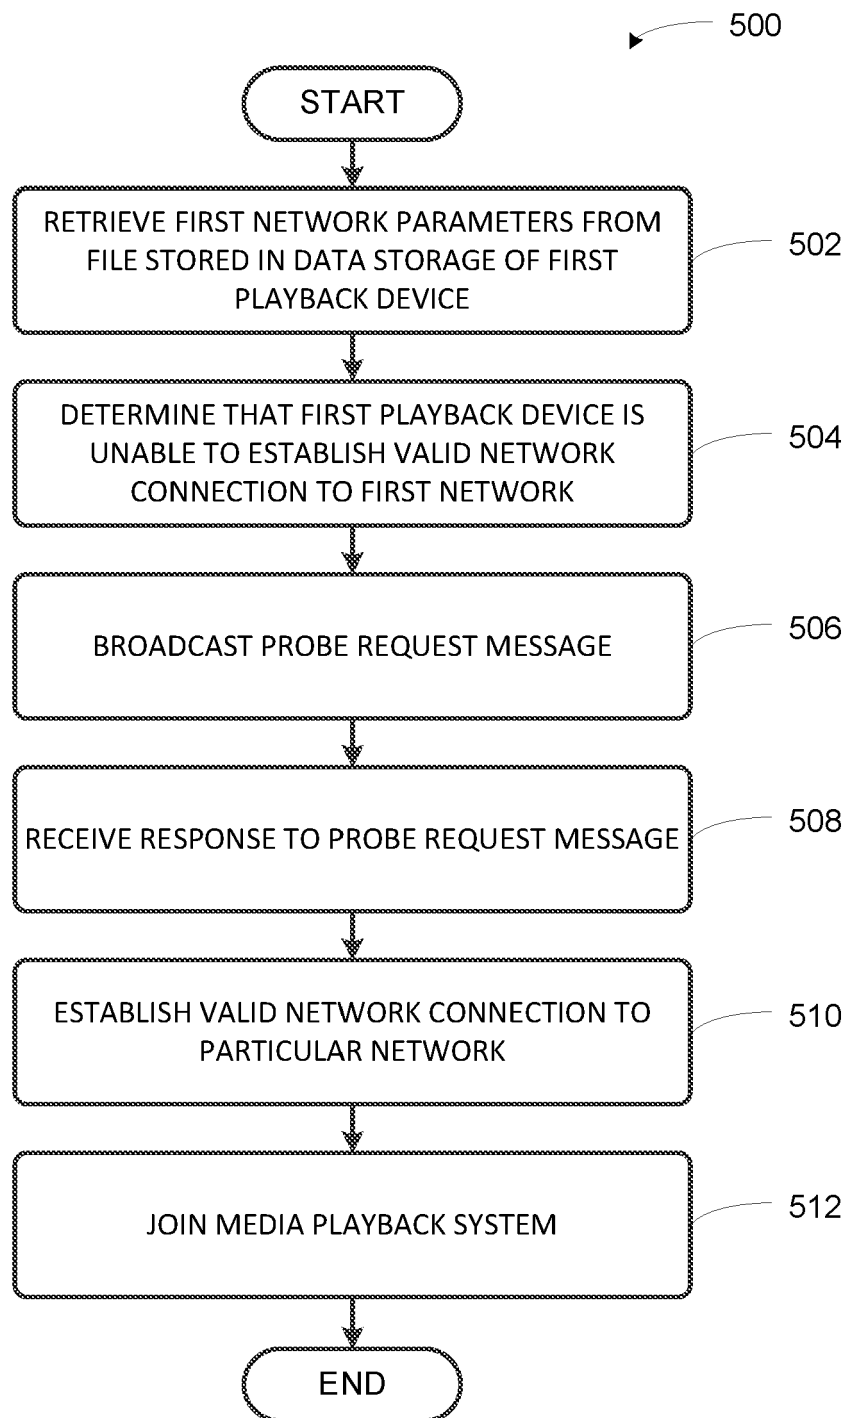 500
START
RETRIEVE FIRST NETWORK PARAMETERS FROM
FILE STORED IN DATA STORAGE OF FIRST
PLAYBACK DEVICE
502
DETERMINE THAT FIRST PLAYBACK DEVICE IS
UNABLE TO ESTABLISH VALID NETWORK
CONNECTION TO FIRST NETWORK
504
BROADCAST PROBE REQUEST MESSAGE
506
RECEIVE RESPONSE TO PROBE REQUEST MESSAGE
508
ESTABLISH VALID NETWORK CONNECTION TO
PARTICULAR NETWORK
510
JOIN MEDIA PLAYBACK SYSTEM
512
END